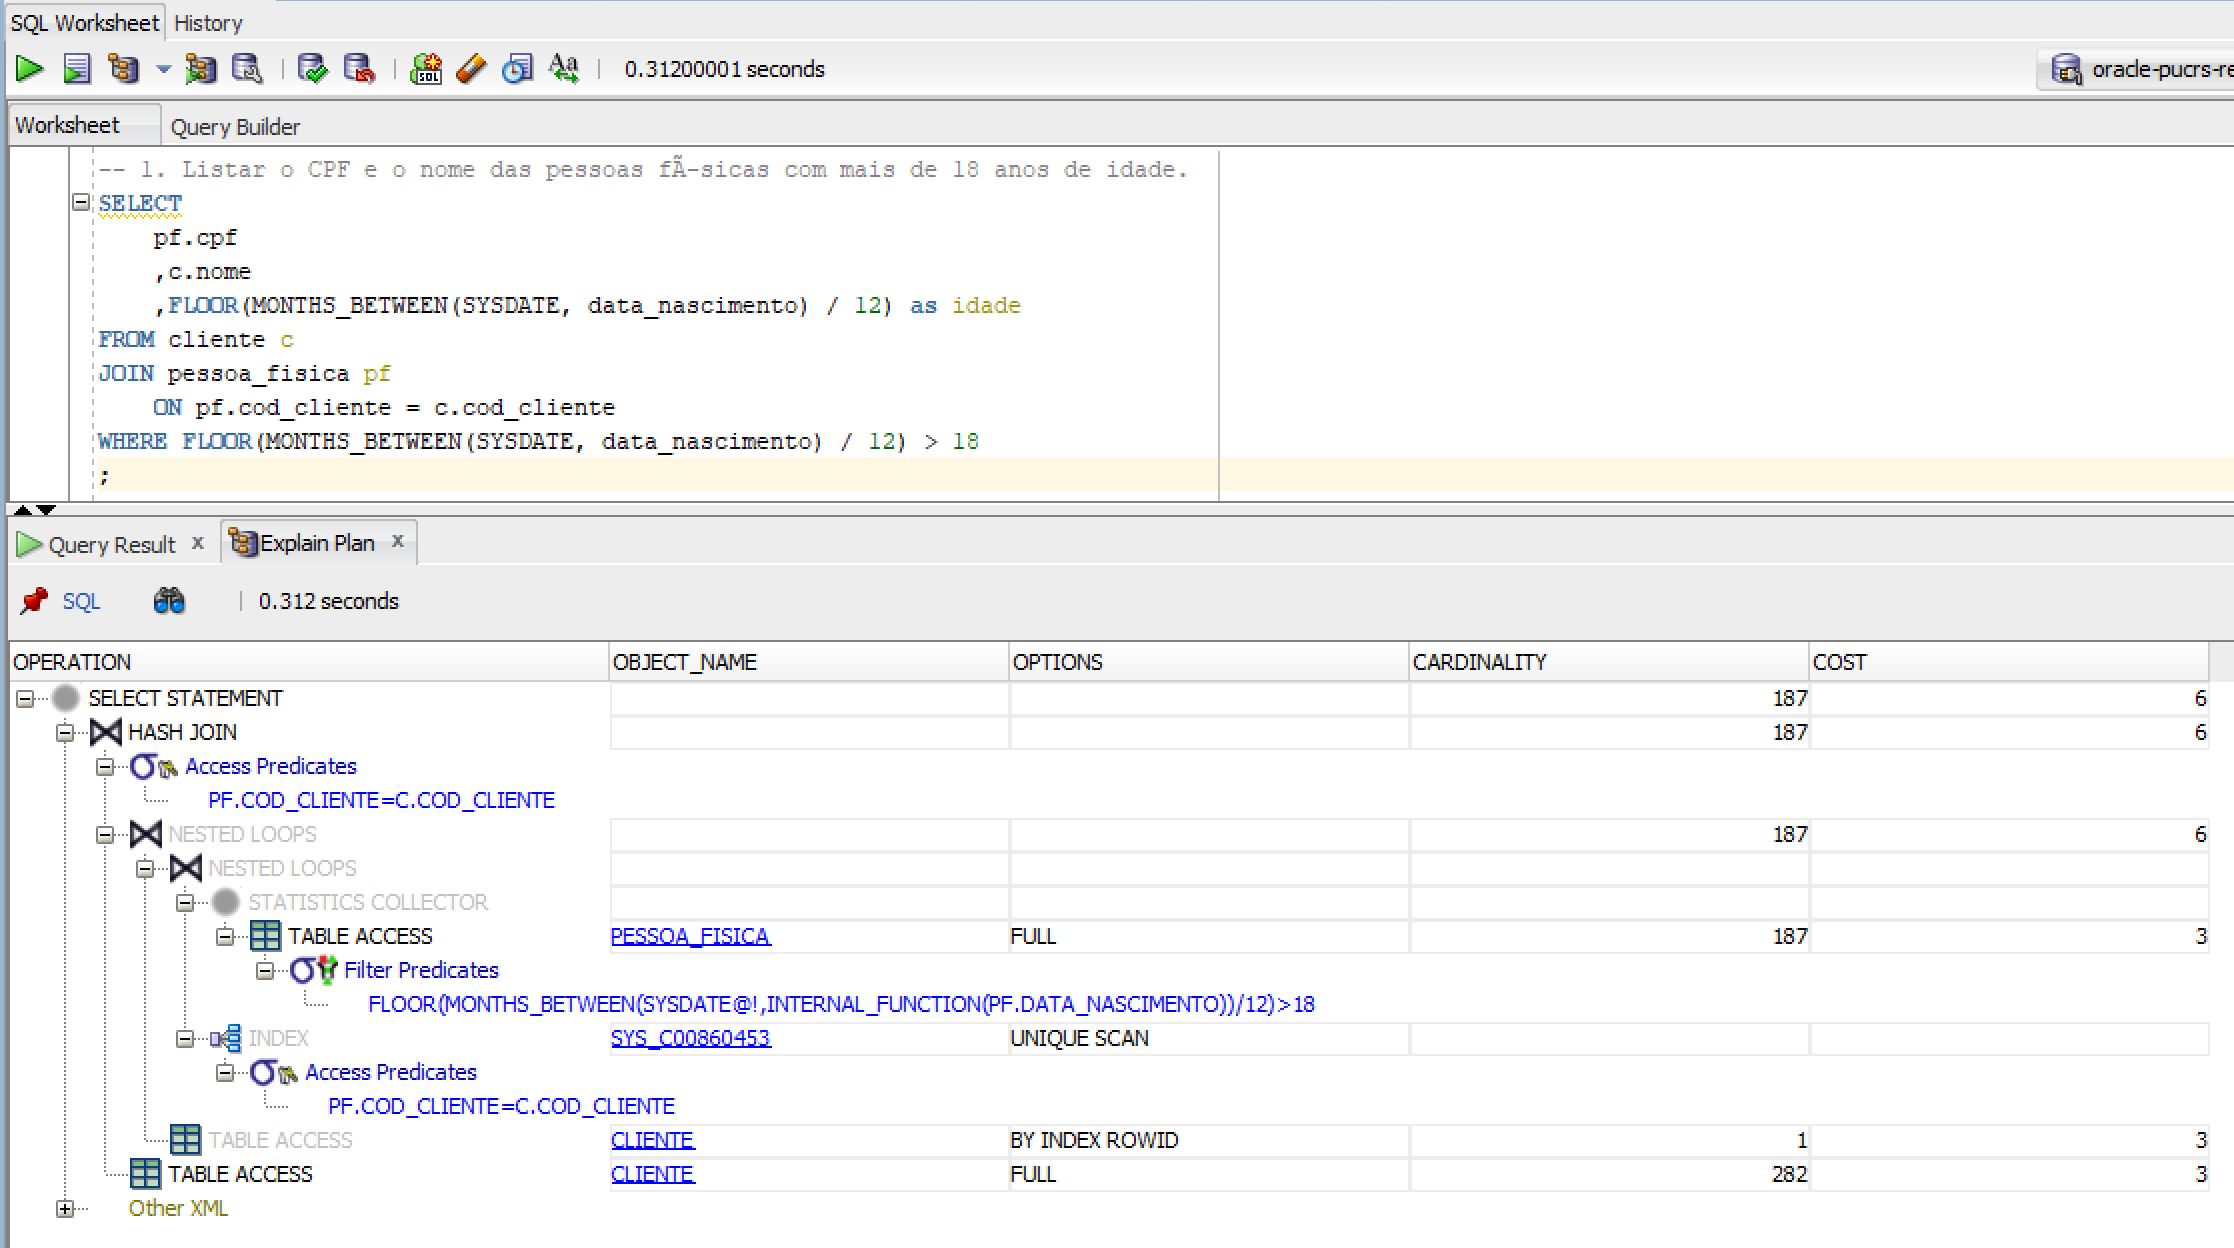 SQL Worksheet History
0.31200001 seconds
oracle-pucrs-re
Worksheet Query Builder
-- 1. Listar o CPF e o nome das pessoas fÃ-sicas com mais de 18 anos de idade.
SELECT
pf.cpf
,c.nome
,FLOOR(MONTHS_BETWEEN(SYSDATE, data_nascimento) / 12) as idade
FROM cliente c
JOIN pessoa_fisica pf
ON pf.cod_cliente = c.cod_cliente
WHERE FLOOR(MONTHS_BETWEEN(SYSDATE, data_nascimento) / 12) > 18
;
Query Result x Explain Plan x
SQL 0.312 seconds
OPERATION OBJECT_NAME OPTIONS CARDINALITY COST
SELECT STATEMENT 187 6
HASH JOIN 187 6
Access Predicates
PF.COD_CLIENTE=C.COD_CLIENTE
NESTED LOOPS 187 6
NESTED LOOPS
STATISTICS COLLECTOR
TABLE ACCESS PESSOA_FISICA FULL 187 3
Filter Predicates
FLOOR(MONTHS_BETWEEN(SYSDATE@!,INTERNAL_FUNCTION(PF.DATA_NASCIMENTO))/12)>18
INDEX SYS_C00860453 UNIQUE SCAN
Access Predicates
PF.COD_CLIENTE=C.COD_CLIENTE
TABLE ACCESS CLIENTE BY INDEX ROWID 1 3
TABLE ACCESS CLIENTE FULL 282 3
Other XML